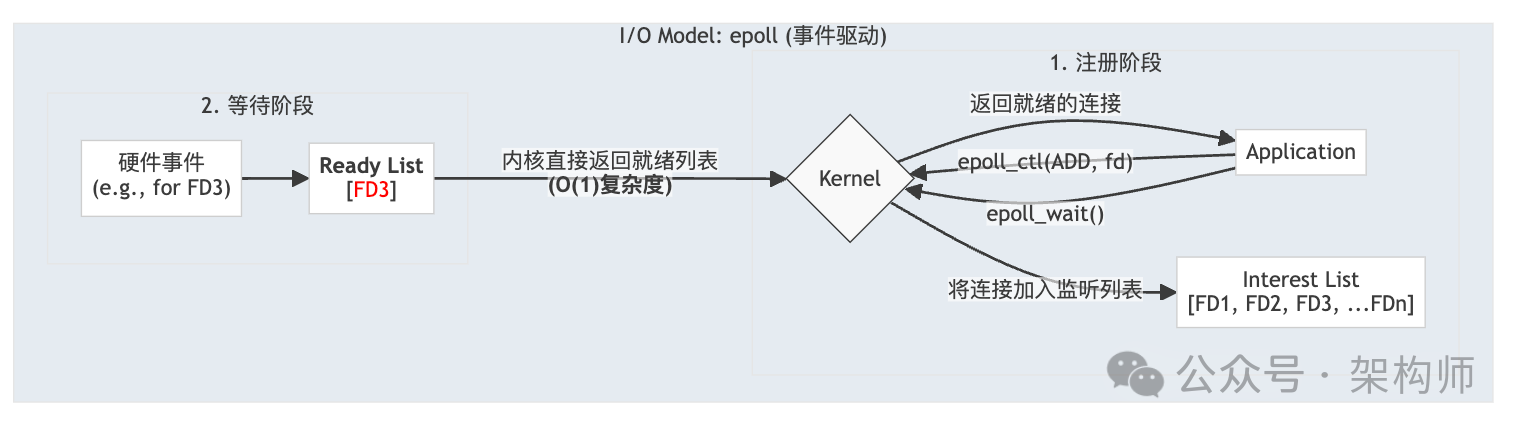 I/O Model: epoll (事件驱动)
1. 注册阶段
2. 等待阶段
返回就绪的连接
硬件事件
(e.g., for FD3)
Ready List
[FD3]
内核直接返回就绪列表
(O(1)复杂度)
Kernel
epoll_ctl(ADD, fd)
Application
epoll_wait()
将连接加入监听列表
Interest List
[FD1, FD2, FD3, ...FDn]
公众号 · 架构师